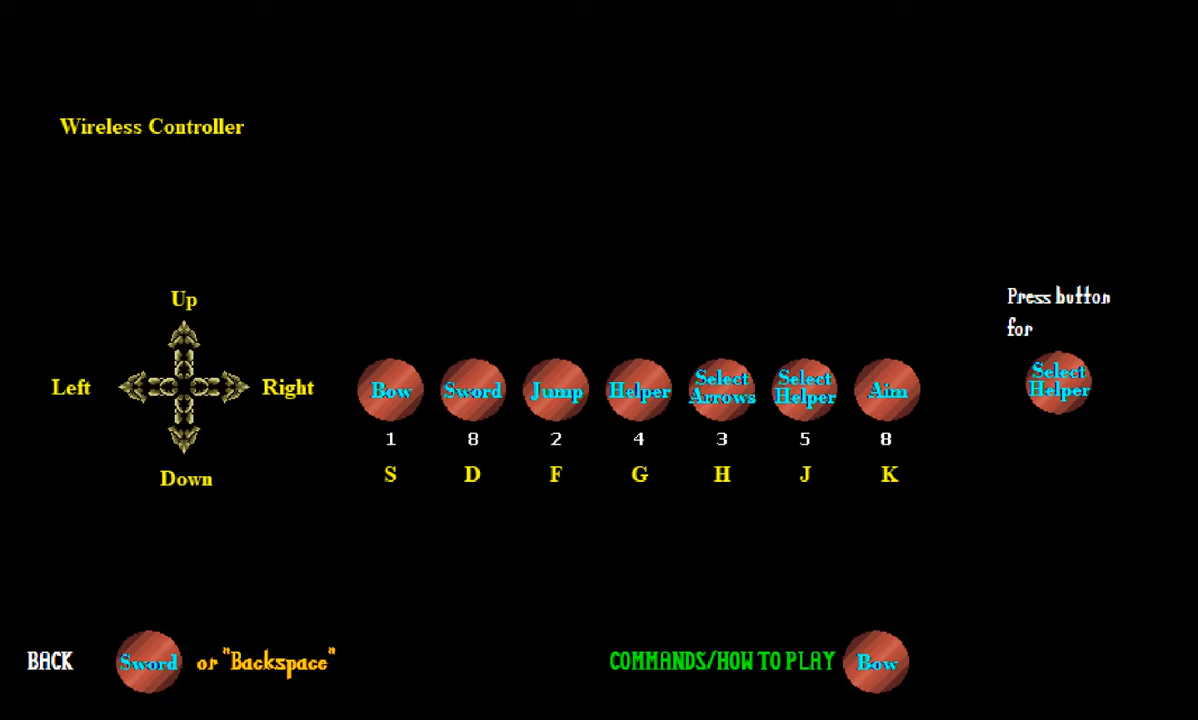 Wireless Controller
Up
Left
Right
Down
Bow
Sword
Jump
Helper
Select
Arrows
Select
Helper
Aim
1 8 2 4 3 5 8
S D F G H J K
Press button
for
Select
Helper
BACK Sword or "Backspace"
COMMANDS/HOW TO PLAY Bow